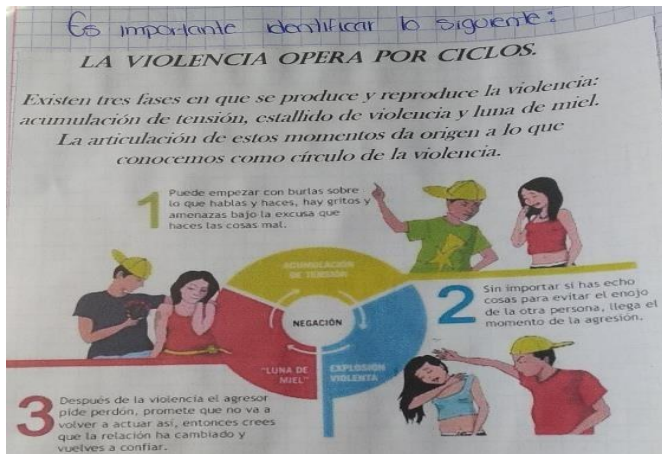 Es importante identificar lo siguiente:
LA VIOLENCIA OPERA POR CICLOS.
Existen tres fases en que se produce y reproduce la violencia:
acumulación de tensión, estallido de violencia y luna de miel.
La articulación de estos momentos da origen a lo que
conocemos como círculo de la violencia.
1
Puede empezar con burlas sobre
lo que hablas y haces, hay gritos y
amenazas bajo la excusa que
haces las cosas mal.
ACUMULACIÓN
DE TENSIÓN
2
Sin importar si has echo
cosas para evitar el enojo
de la otra persona, llega el
momento de la agresión.
NEGACIÓN
"LUNA DE
MIEL"
EXPLOSIÓN
VIOLENTA
3
Después de la violencia el agresor
pide perdón, promete que no va a
volver a actuar así, entonces crees
que la relación ha cambiado y
vuelves a confiar.